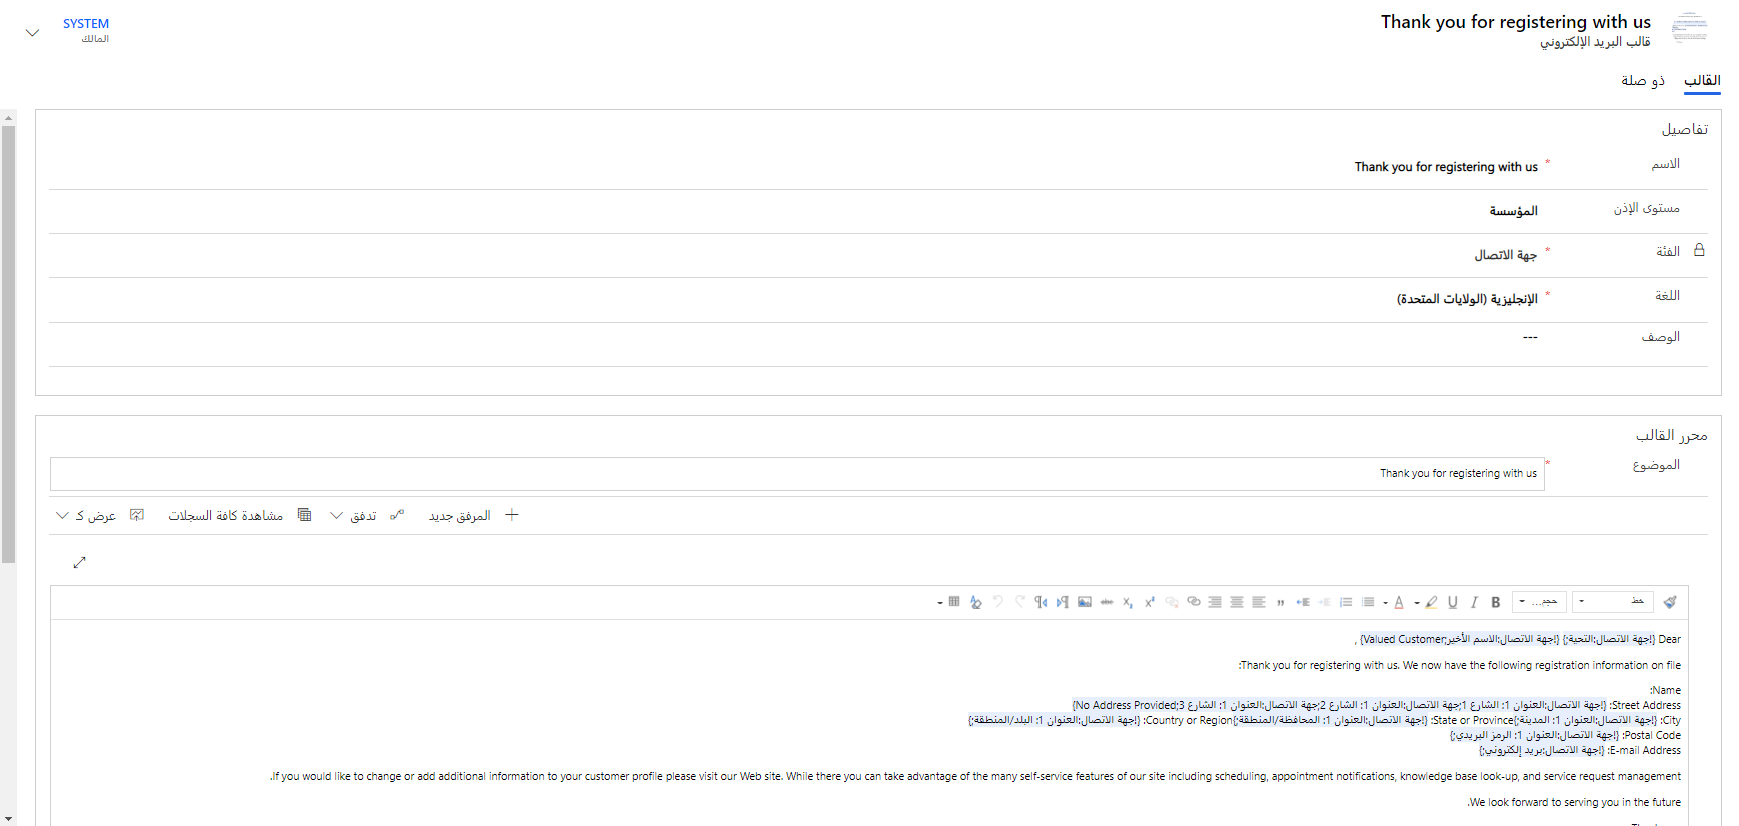 Thank you for registering with us
قالب البريد الإلكتروني
SYSTEM
المالك
القالب
ذو صلة
تفاصيل
الاسم * Thank you for registering with us
مستوى الإذن المؤسسة
الفئة * جهة الاتصال
اللغة * الإنجليزية (الولايات المتحدة)
الوصف ---
محرر القالب
الموضوع *
Thank you for registering with us
المرفق جديد تدفق مشاهدة كافة السجلات عرض ك
خط حجم...
Dear {!جهة الاتصال:التحية;} {!جهة الاتصال:الاسم الأخير;Valued Customer} ,
Thank you for registering with us. We now have the following registration information on file:
Name:
Street Address: {!جهة الاتصال:العنوان 1: الشارع 1;جهة الاتصال:العنوان 1: الشارع 2;جهة الاتصال:العنوان 1: الشارع 3;No Address Provided}
City: {!جهة الاتصال:العنوان 1: المدينة;}State or Province: {!جهة الاتصال:العنوان 1: المحافظة/المنطقة;}Country or Region: {!جهة الاتصال:العنوان 1: البلد/المنطقة;}
Postal Code: {!جهة الاتصال:العنوان 1: الرمز البريدي;}
E-mail Address: {!جهة الاتصال:بريد إلكتروني;}
If you would like to change or add additional information to your customer profile please visit our Web site. While there you can take advantage of the many self-service features of our site including scheduling, appointment notifications, knowledge base look-up, and service request management.
We look forward to serving you in the future.